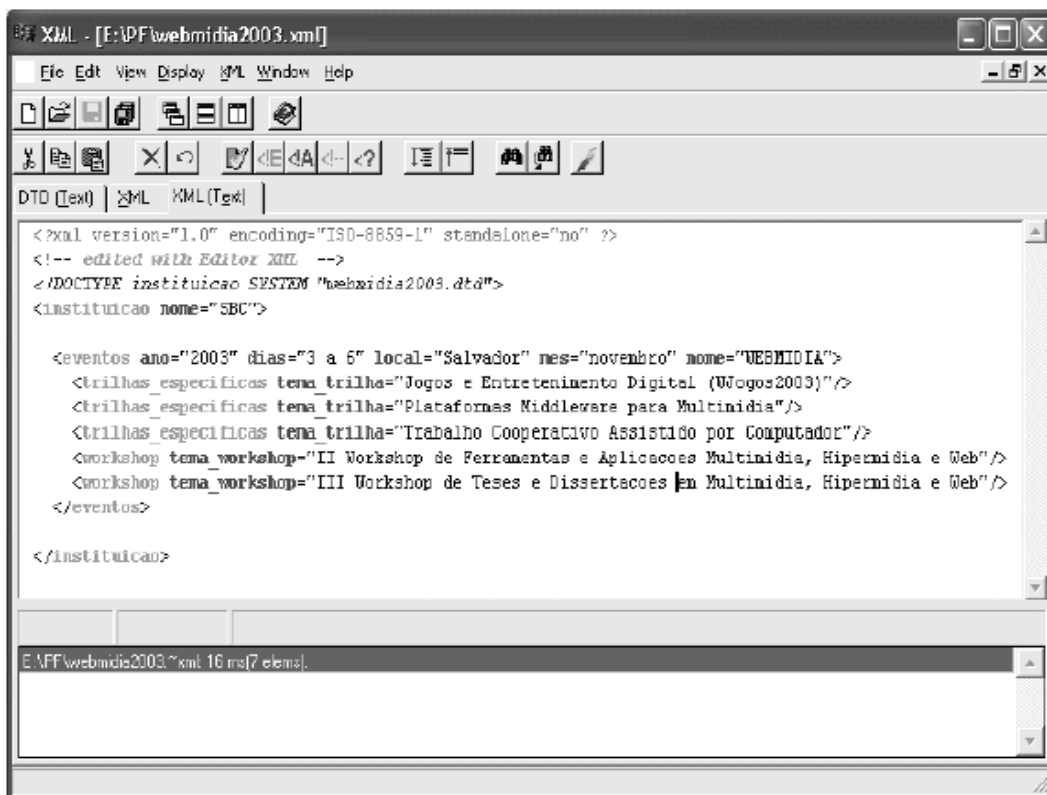 XML - [E:\PF\webmidia2003.xml]
File Edit View Display XML Window Help
DTD (Text) XML XML (Text)
<?xml version="1.0" encoding="ISO-8859-1" standalone="no" ?>
<!-- edited with Editor XML -->
<!DOCTYPE instituicao SYSTEM "webmidia2003.dtd">
<instituicao nome="SBC">
<eventos ano="2003" dias="3 a 6" local="Salvador" mes="novembro" nome="WEBMIDIA">
<trilhas_especificas tema_trilha="Jogos e Entretenimento Digital (WJogos2003)"/>
<trilhas_especificas tema_trilha="Plataformas Middleware para Multimidia"/>
<trilhas_especificas tema_trilha="Trabalho Cooperativo Assistido por Computador"/>
<workshop tema_workshop="II Workshop de Ferramentas e Aplicacoes Multimidia, Hipermidia e Web"/>
<workshop tema_workshop="III Workshop de Teses e Dissertacoes em Multimidia, Hipermidia e Web"/>
</eventos>
</instituicao>
E:\PF\webmidia2003.~xml: 16 ms(7 elems).